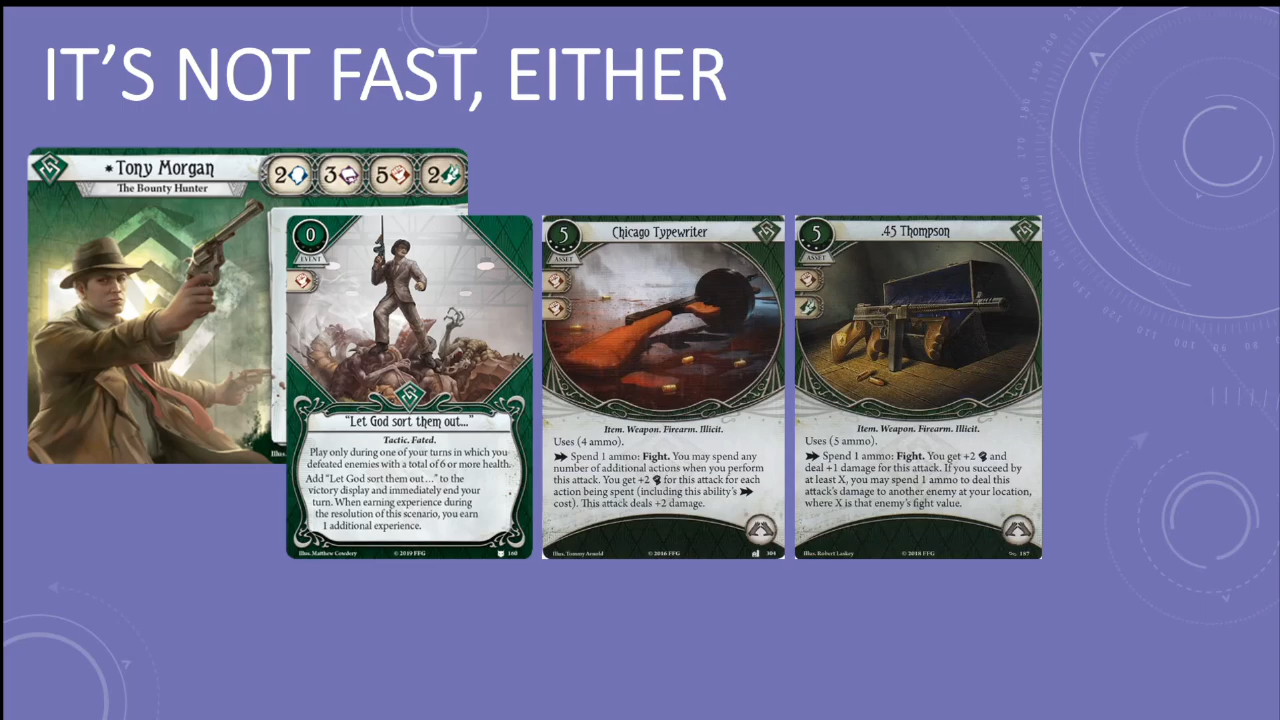 IT'S NOT FAST, EITHER
Tony Morgan
The Bounty Hunter
2 3 5 2
0
EVENT
"Let God sort them out..."
Tactic. Fated.
Play only during one of your turns in which you
defeated enemies with a total of 6 or more health.
Add "Let God sort them out..." to the
victory display and immediately end your
turn. When earning experience during
the resolution of this scenario, you earn
1 additional experience.
Illus. Matthew Cowdery © 2019 FFG 160
Illus.
5
ASSET
Chicago Typewriter
Item. Weapon. Firearm. Illicit.
Uses (4 ammo).
Spend 1 ammo: Fight. You may spend any
number of additional actions when you perform
this attack. You get +2 for this attack for each
action being spent (including this ability's
cost). This attack deals +2 damage.
Illus. Tommy Arnold © 2016 FFG 304
5
ASSET
.45 Thompson
Item. Weapon. Firearm. Illicit.
Uses (5 ammo).
Spend 1 ammo: Fight. You get +2 and
deal +1 damage for this attack. If you succeed by
at least X, you may spend 1 ammo to deal this
attack's damage to another enemy at your location,
where X is that enemy's fight value.
Illus. Robert Laskey © 2018 FFG 187